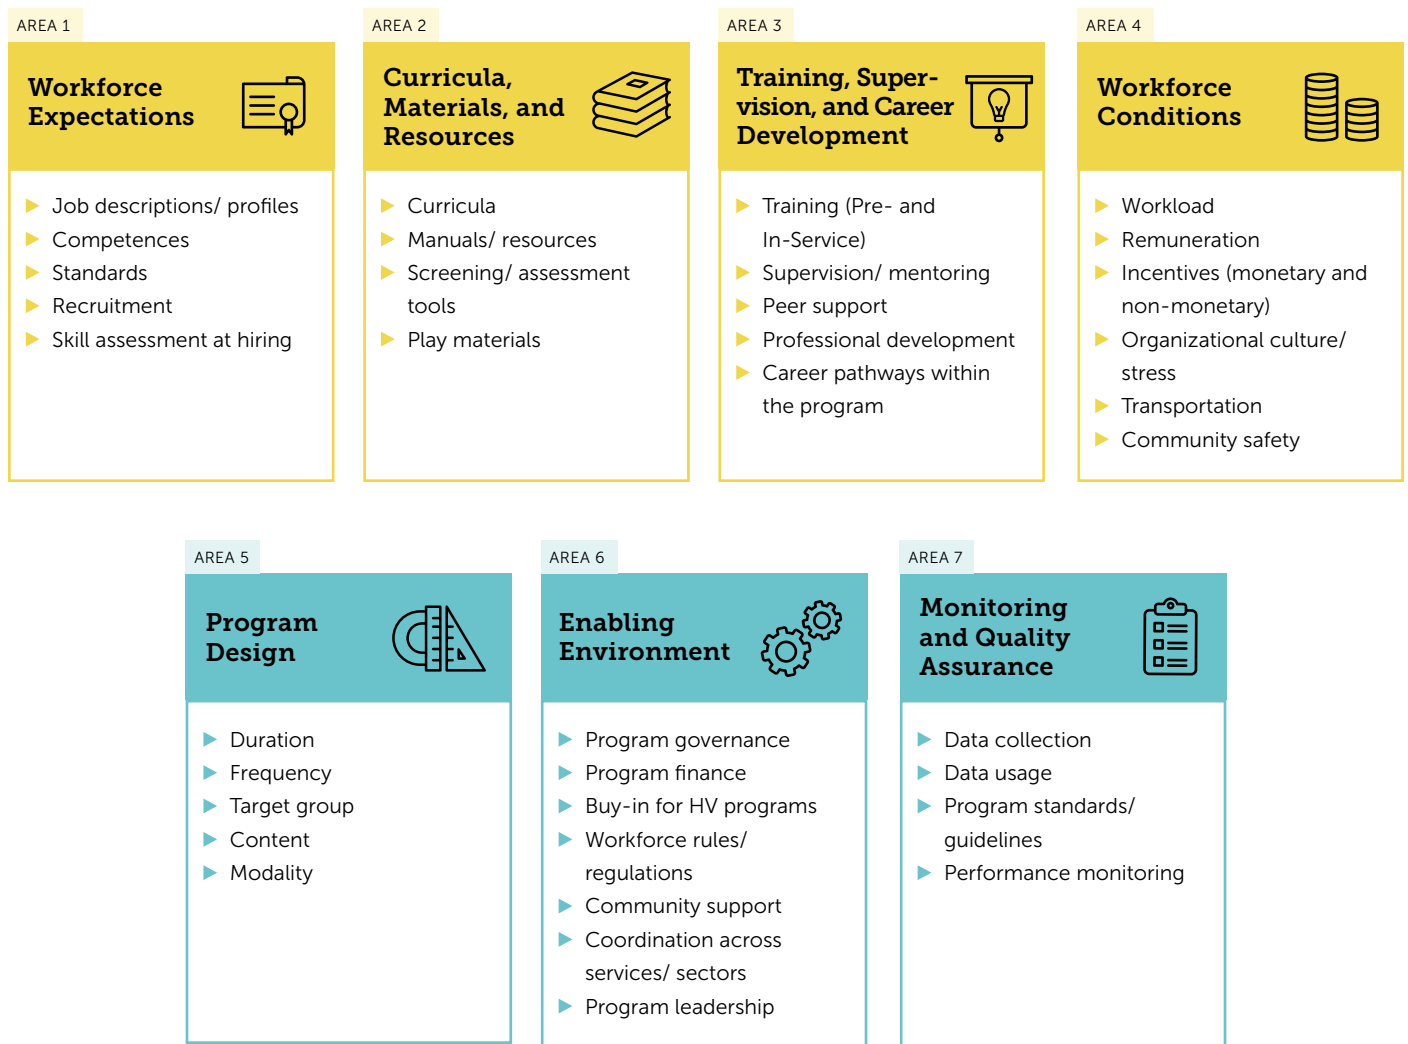 AREA 1
Workforce
Expectations
Job descriptions/ profiles
Competences
Standards
Recruitment
Skill assessment at hiring
AREA 2
Curricula,
Materials, and
Resources
Curricula
Manuals/ resources
Screening/ assessment
tools
Play materials
AREA 3
Training, Super-
vision, and Career
Development
Training (Pre- and
In-Service)
Supervision/ mentoring
Peer support
Professional development
Career pathways within
the program
AREA 4
Workforce
Conditions
Workload
Remuneration
Incentives (monetary and
non-monetary)
Organizational culture/
stress
Transportation
Community safety
AREA 5
Program
Design
Duration
Frequency
Target group
Content
Modality
AREA 6
Enabling
Environment
Program governance
Program finance
Buy-in for HV programs
Workforce rules/
regulations
Community support
Coordination across
services/ sectors
Program leadership
AREA 7
Monitoring
and Quality
Assurance
Data collection
Data usage
Program standards/
guidelines
Performance monitoring